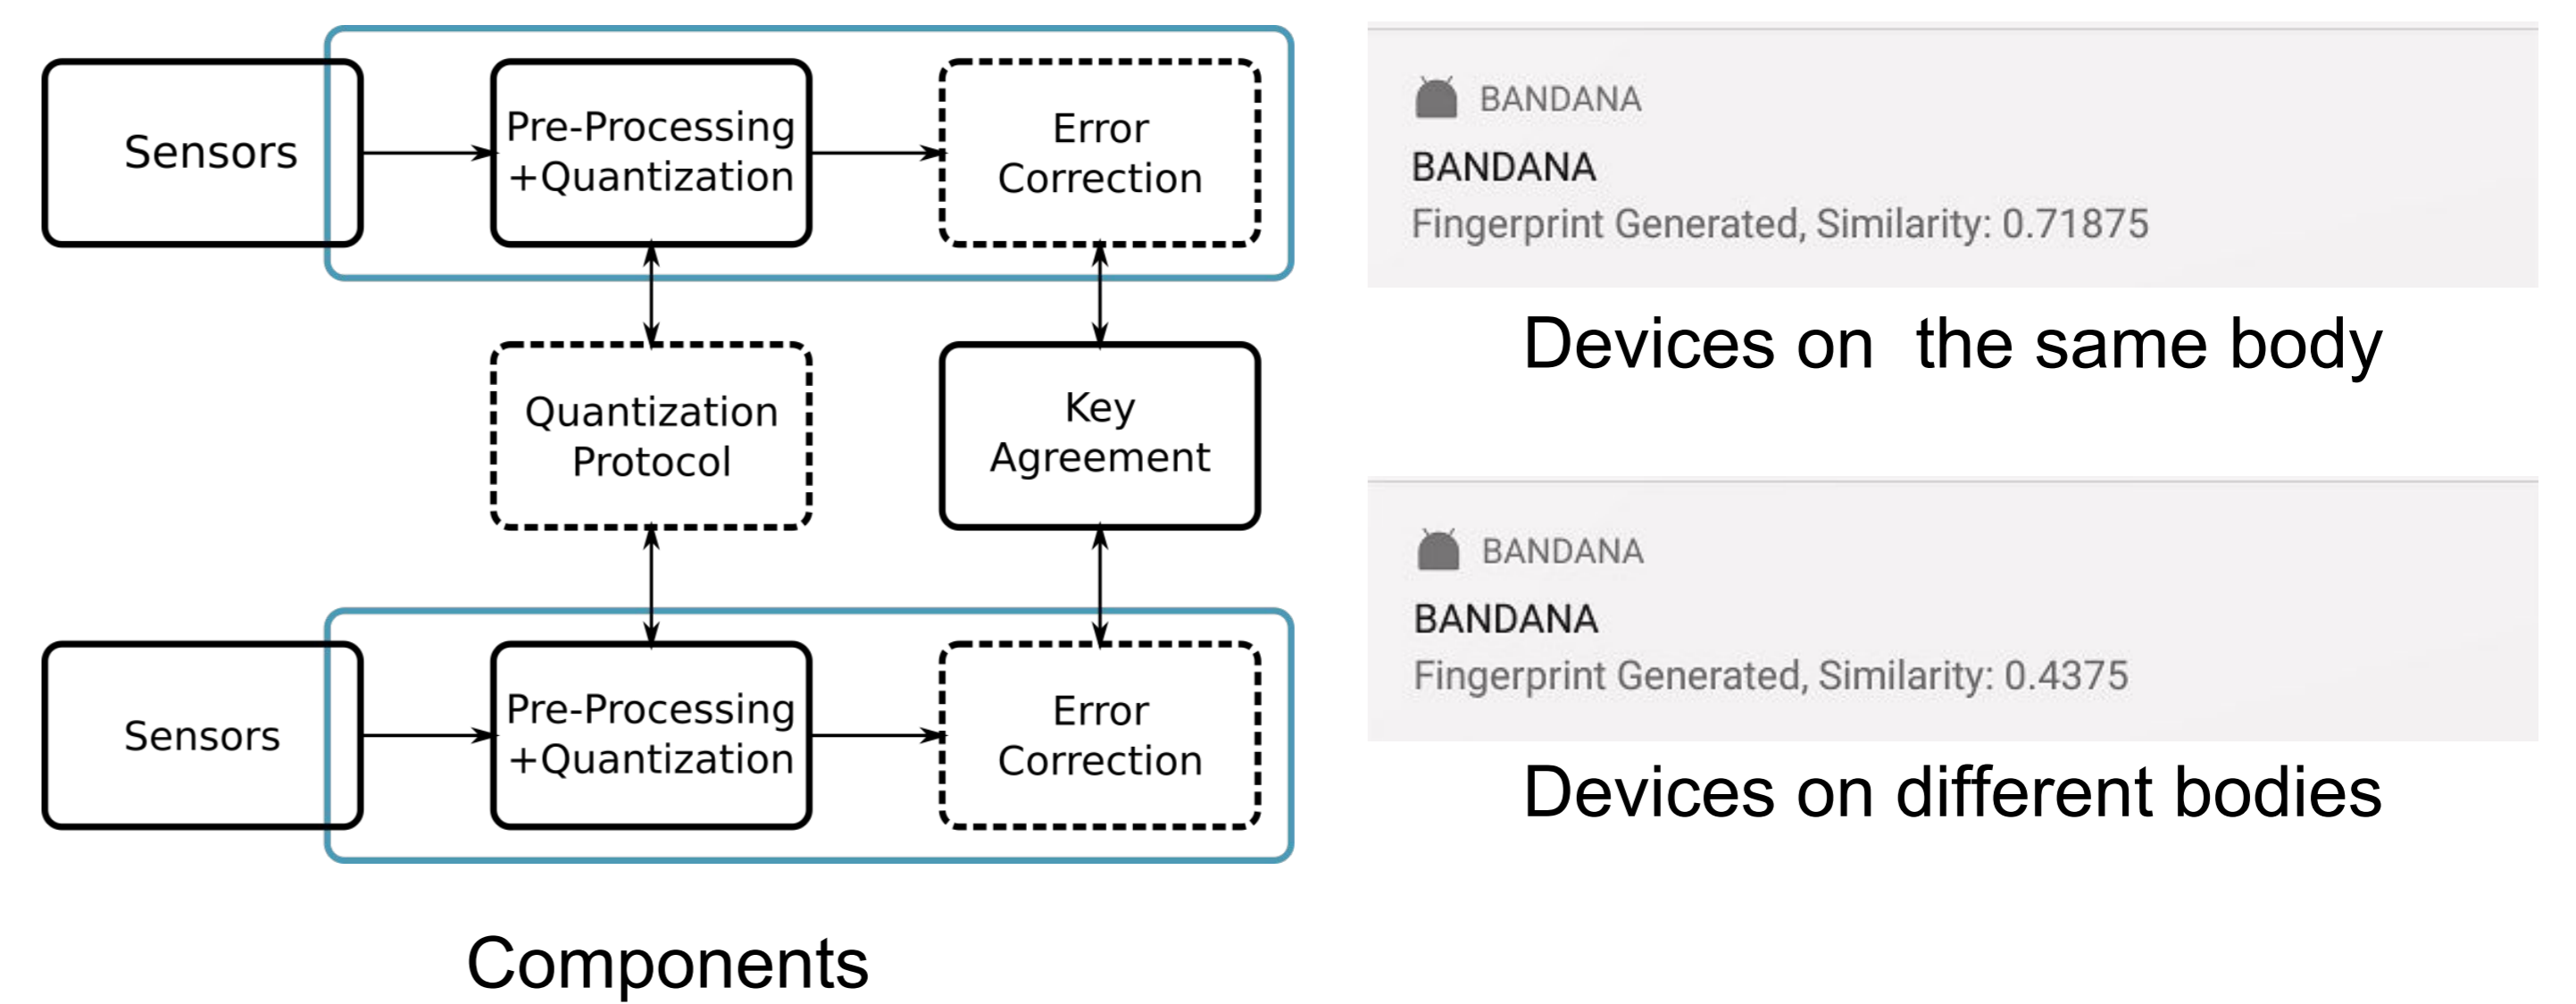 Sensors
Pre-Processing
+Quantization
Error
Correction
Quantization
Protocol
Key
Agreement
Sensors
Pre-Processing
+Quantization
Error
Correction
Components
BANDANA
BANDANA
Fingerprint Generated, Similarity: 0.71875
Devices on the same body
BANDANA
BANDANA
Fingerprint Generated, Similarity: 0.4375
Devices on different bodies